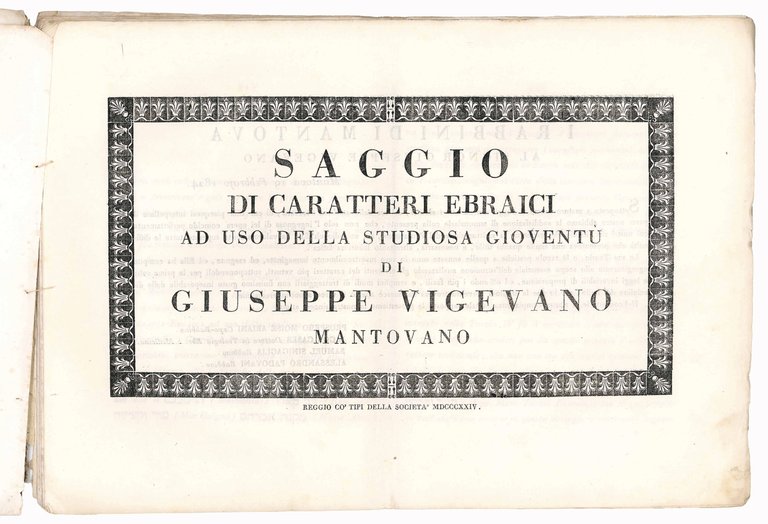 SAGGIO
DI CARATTERI EBRAICI
AD USO DELLA STUDIOSA GIOVENTÙ
DI
GIUSEPPE VIGEVANO
MANTOVANO
REGGIO CO' TIPI DELLA SOCIETA' MDCCCXXIV.